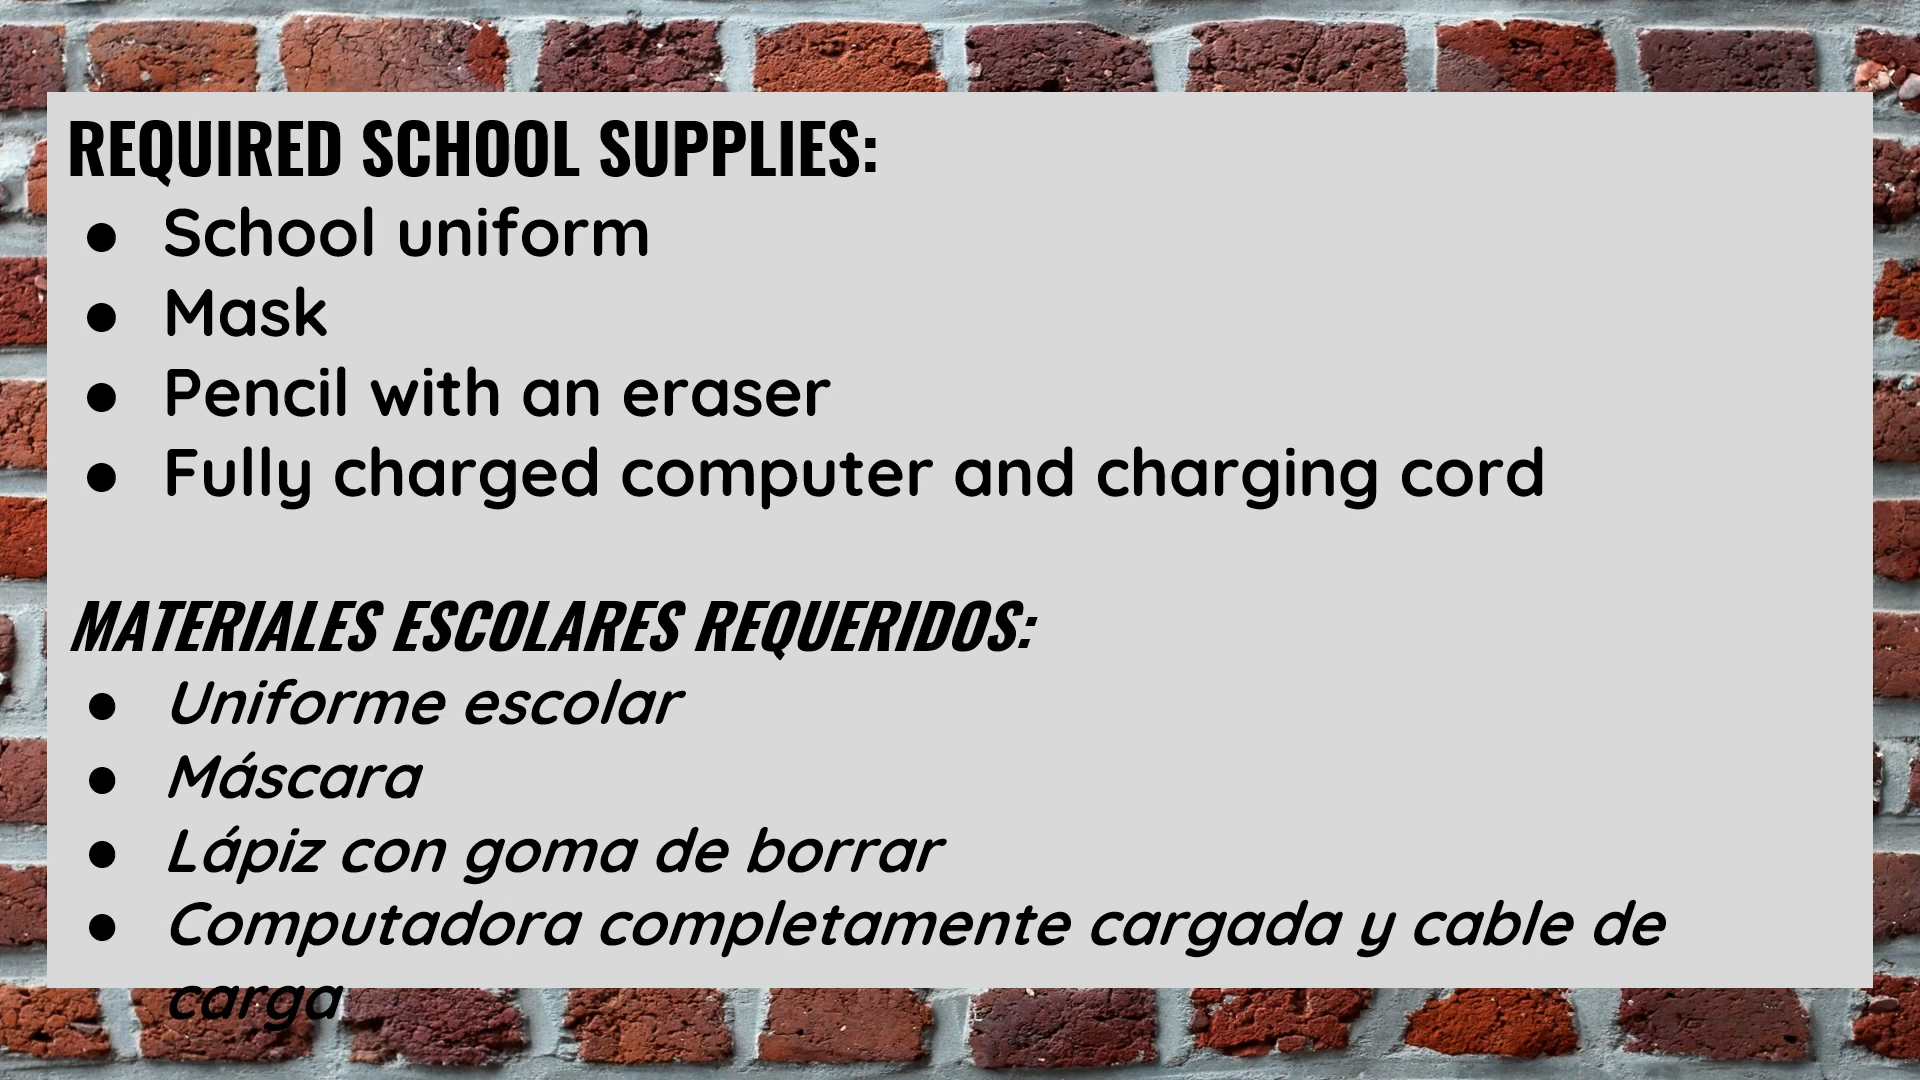 REQUIRED SCHOOL SUPPLIES:
● School uniform
● Mask
● Pencil with an eraser
● Fully charged computer and charging cord
MATERIALES ESCOLARES REQUERIDOS:
● Uniforme escolar
● Máscara
● Lápiz con goma de borrar
● Computadora completamente cargada y cable de
carga